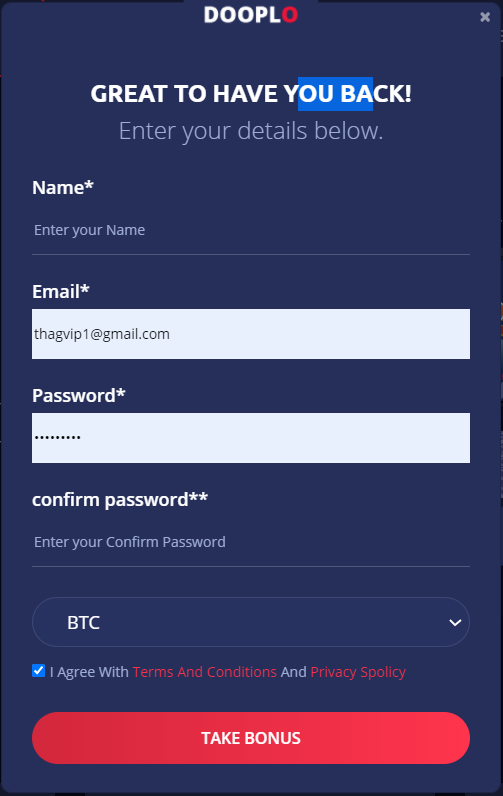 DOOPLO
GREAT TO HAVE YOU BACK!
Enter your details below.
Name*
Enter your Name
Email*
thagvip1@gmail.com
Password*
•••••••••
confirm password**
Enter your Confirm Password
BTC
I Agree With Terms And Conditions And Privacy Spolicy
TAKE BONUS